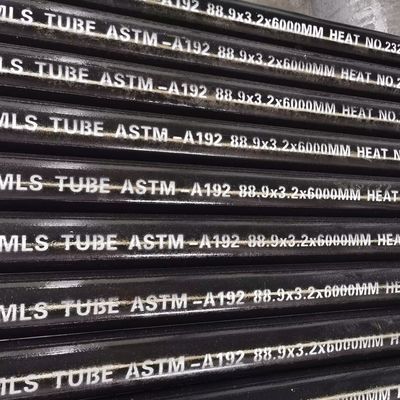 MLS TUBE ASTM-A192 88.9x3.2x6000MM HEAT NO.232
MLS TUBE ASTM-A192 88.9x3.2x6000MM HEAT NO.2
MLS TUBE ASTM-A192 88.9x3.2x6000MM HEAT NO.
MLS TUBE ASTM-A192 88.9x3.2x6000MM HEAT
MLS TUBE ASTM-A192 88.9x3.2x6000MM HEAT
MLS TUBE ASTM-A192 88.9x3.2x6000MM HEA
MLS TUBE ASTM-A192 88.9x3.2x6000MM HEA
MLS TUBE ASTM-A192 88.9x3.2x6000MM H